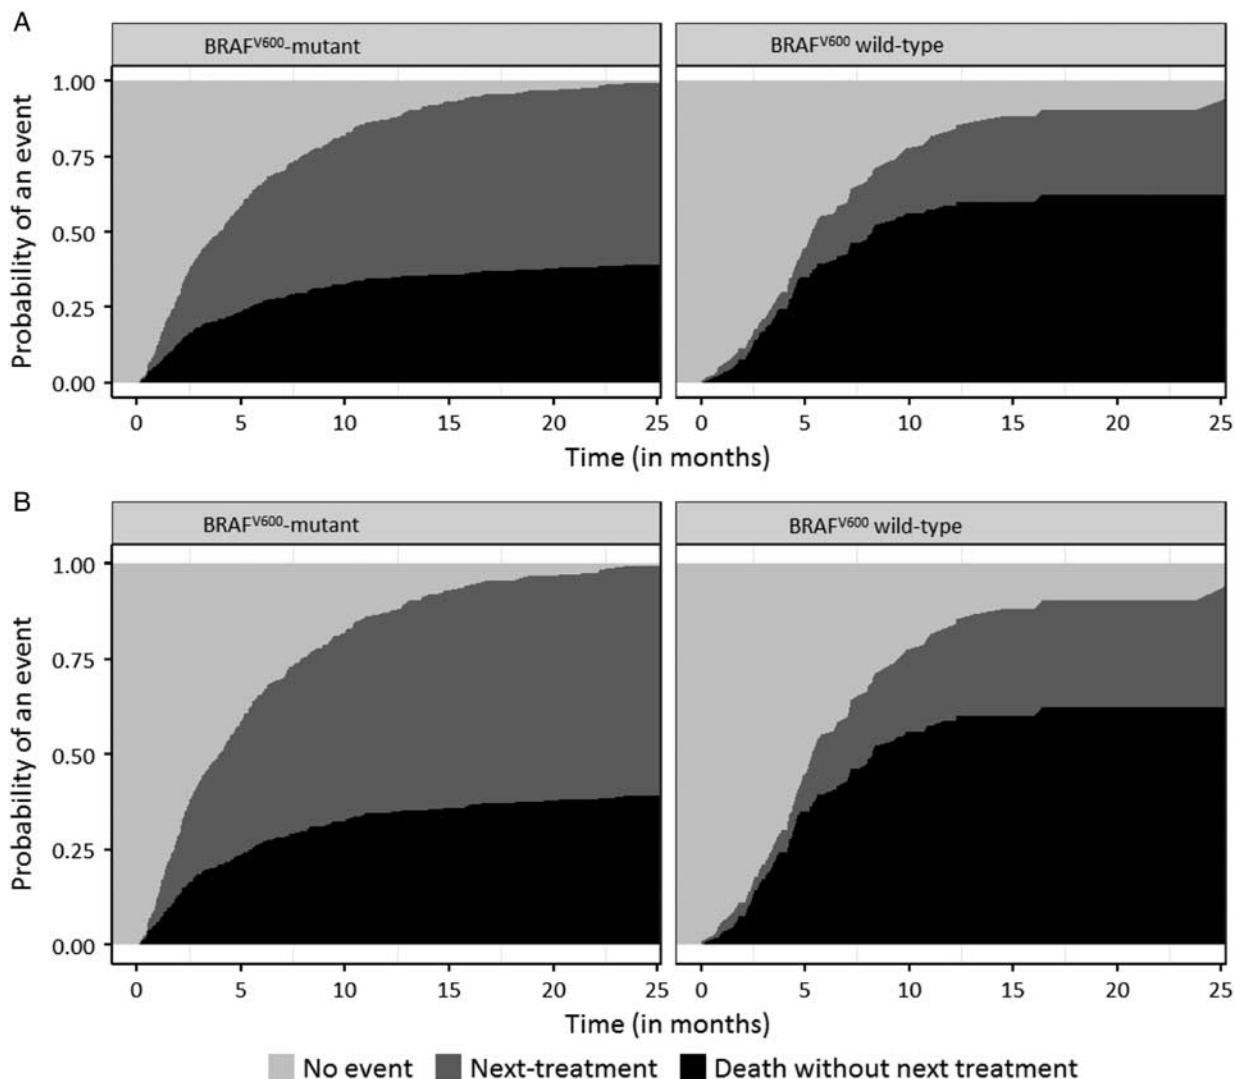 A
BRAFV600-mutant
BRAFV600 wild-type
Probability of an event
1.00
0.75
0.50
0.25
0.00
0 5 10 15 20 25
0 5 10 15 20 25
Time (in months)
B
BRAFV600-mutant
BRAFV600 wild-type
Probability of an event
1.00
0.75
0.50
0.25
0.00
0 5 10 15 20 25
0 5 10 15 20 25
Time (in months)
No event Next-treatment Death without next treatment